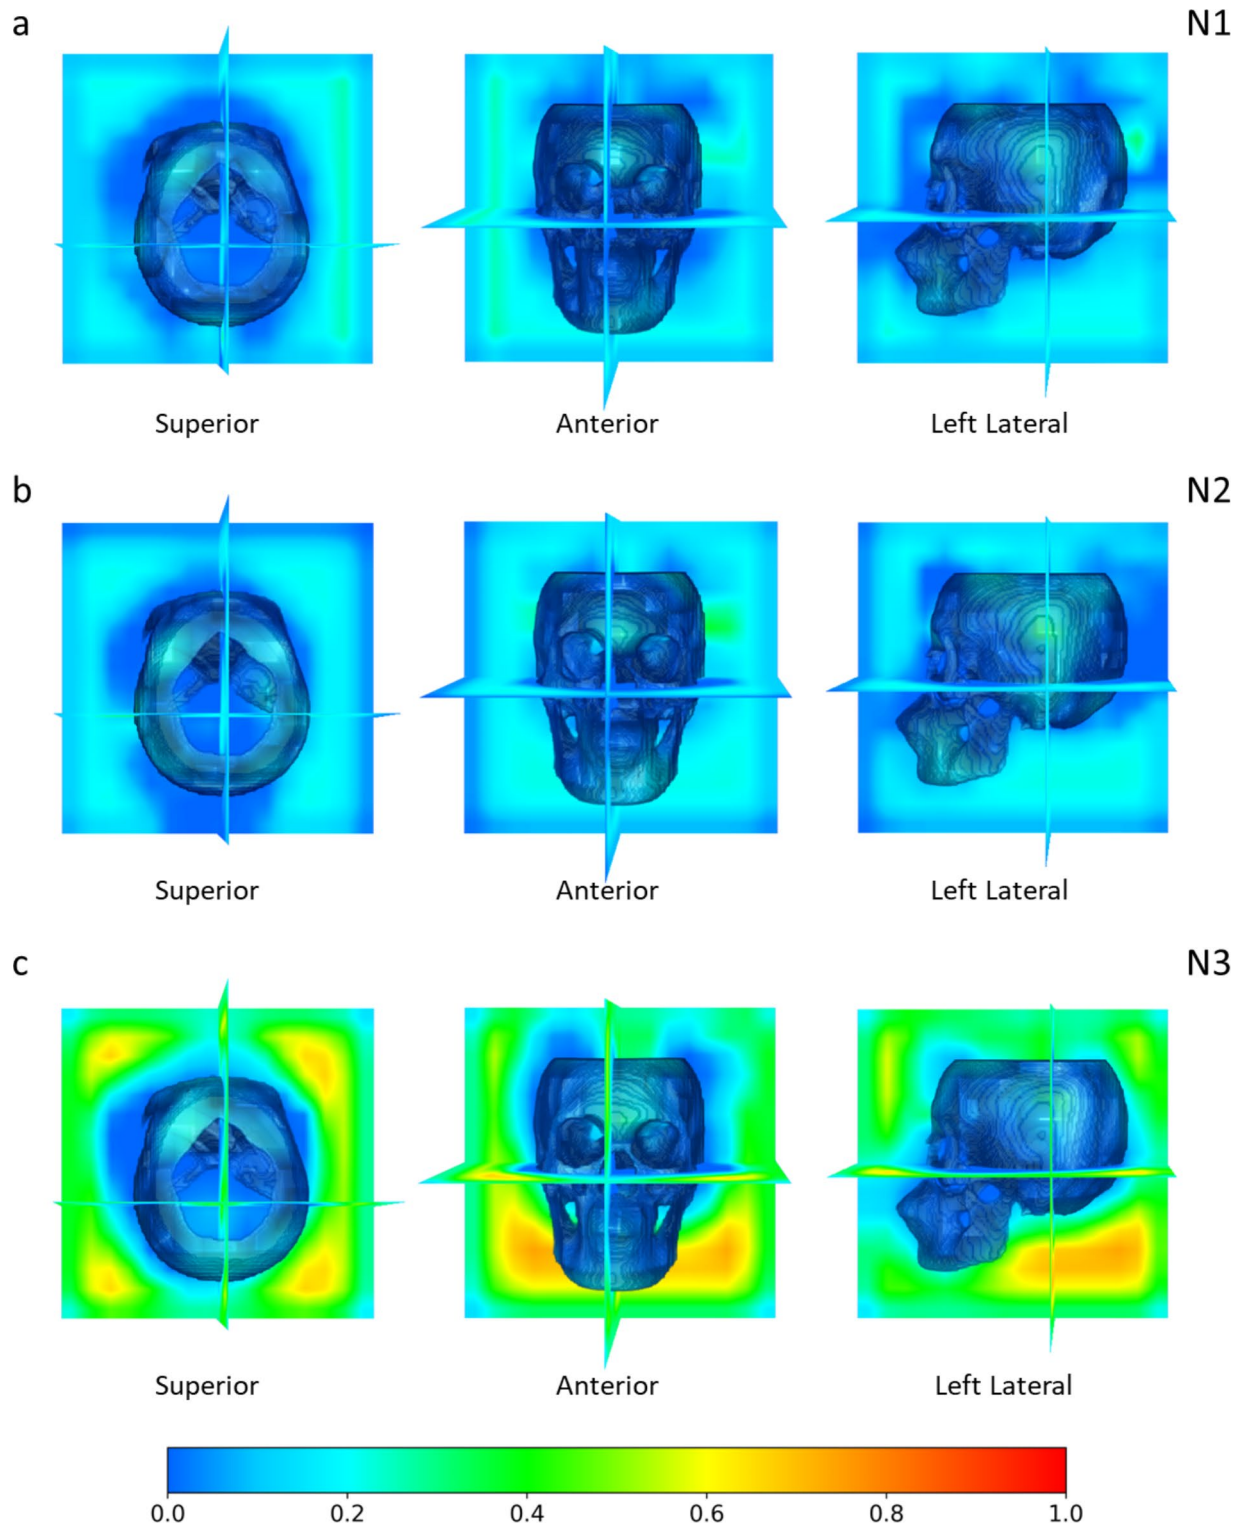 a N1
Superior Anterior Left Lateral
b N2
Superior Anterior Left Lateral
c N3
Superior Anterior Left Lateral
0.0 0.2 0.4 0.6 0.8 1.0